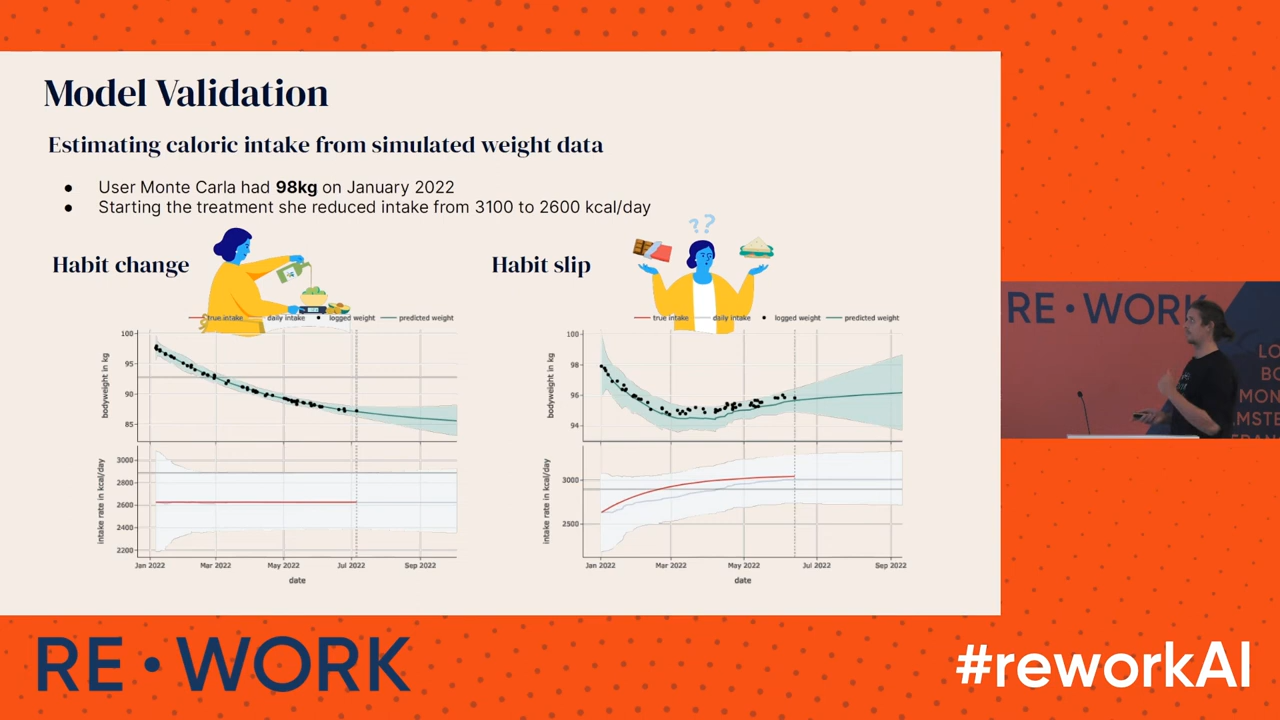 Model Validation
Estimating caloric intake from simulated weight data
● User Monte Carla had 98kg on January 2022
● Starting the treatment she reduced intake from 3100 to 2600 kcal/day
Habit change
Habit slip
??
true intake daily intake logged weight predicted weight
100
95
90
85
bodyweight in kg
3000
2800
2600
2400
2200
intake rate in kcal/day
Jan 2022 Mar 2022 May 2022 Jul 2022 Sep 2022
date
true intake daily intake logged weight predicted weight
100
98
96
94
bodyweight in kg
3000
2500
intake rate in kcal/day
Jan 2022 Mar 2022 May 2022 Jul 2022 Sep 2022
date
RE•WORK
LO
BO
MON
AMSTE
RE•WORK
#reworkAI